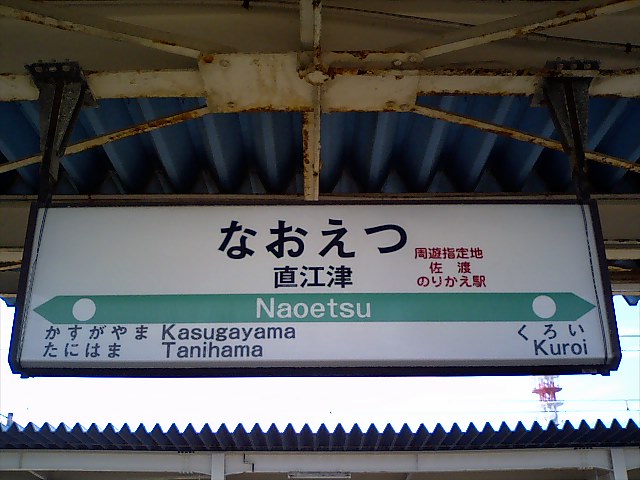 なおえつ
直江津
周遊指定地
佐渡
のりかえ駅
Naoetsu
かすがやま Kasugayama
たにはま Tanihama
くろい
Kuroi